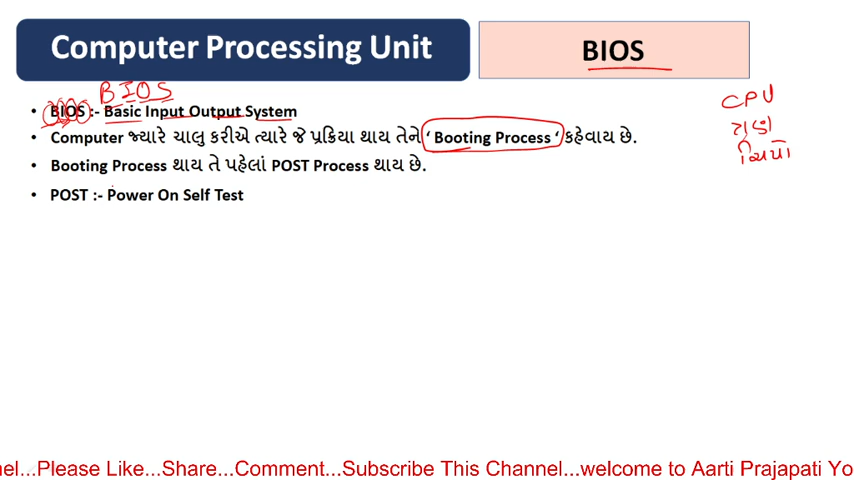 Computer Processing Unit
BIOS
BIOS
• BIOS :- Basic Input Output System
CPU
• Computer જ્યારે ચાલુ કરીએ ત્યારે જે પ્રક્રિયા થાય તેને ‘ Booting Process ‘ કહેવાય છે.
ત્રણ
• Booting Process થાય તે પહેલાં POST Process થાય છે.
• POST :- Power On Self Test
nel...Please Like...Share...Comment...Subscribe This Channel...welcome to Aarti Prajapati Yo